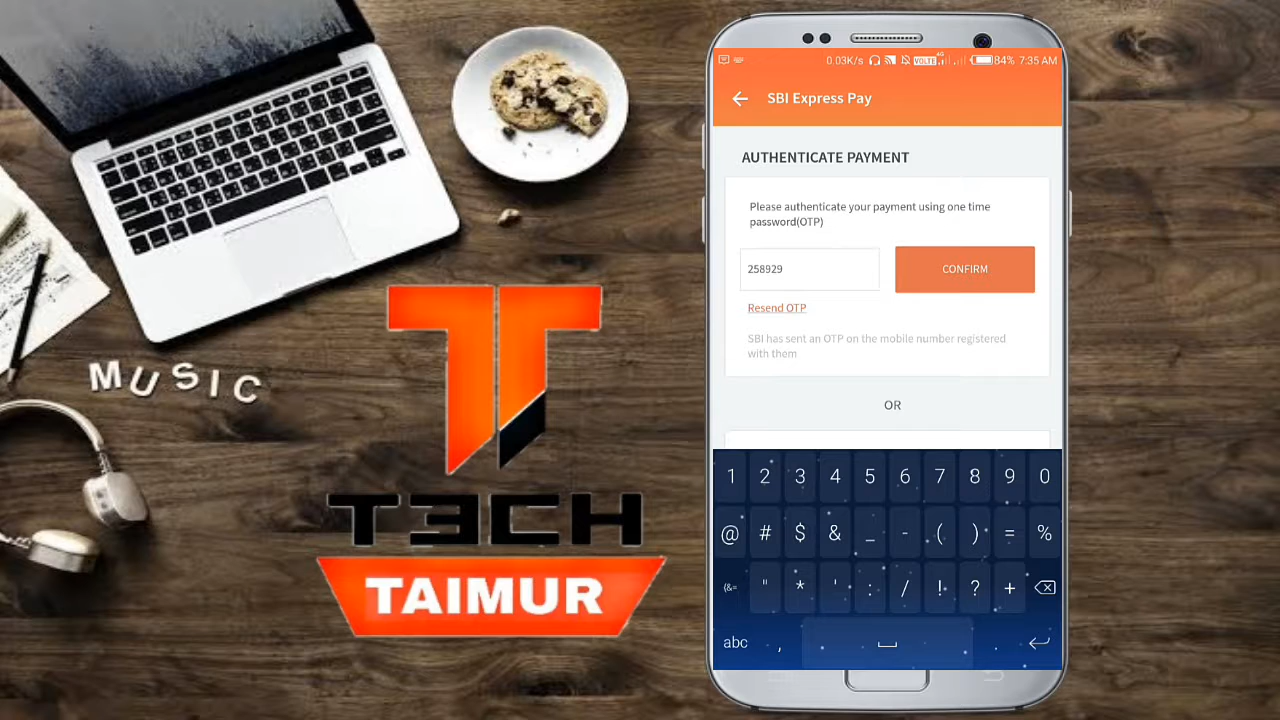 MUSIC
T3CH
TAIMUR
0.03K/s VOLTE 4G 84% 7:35 AM
SBI Express Pay
AUTHENTICATE PAYMENT
Please authenticate your payment using one time
password(OTP)
258929
CONFIRM
Resend OTP
SBI has sent an OTP on the mobile number registered
with them
OR
1 2 3 4 5 6 7 8 9 0
@ # $ & _ - ( ) = %
{&= " * ' : / ! ? +
abc , .